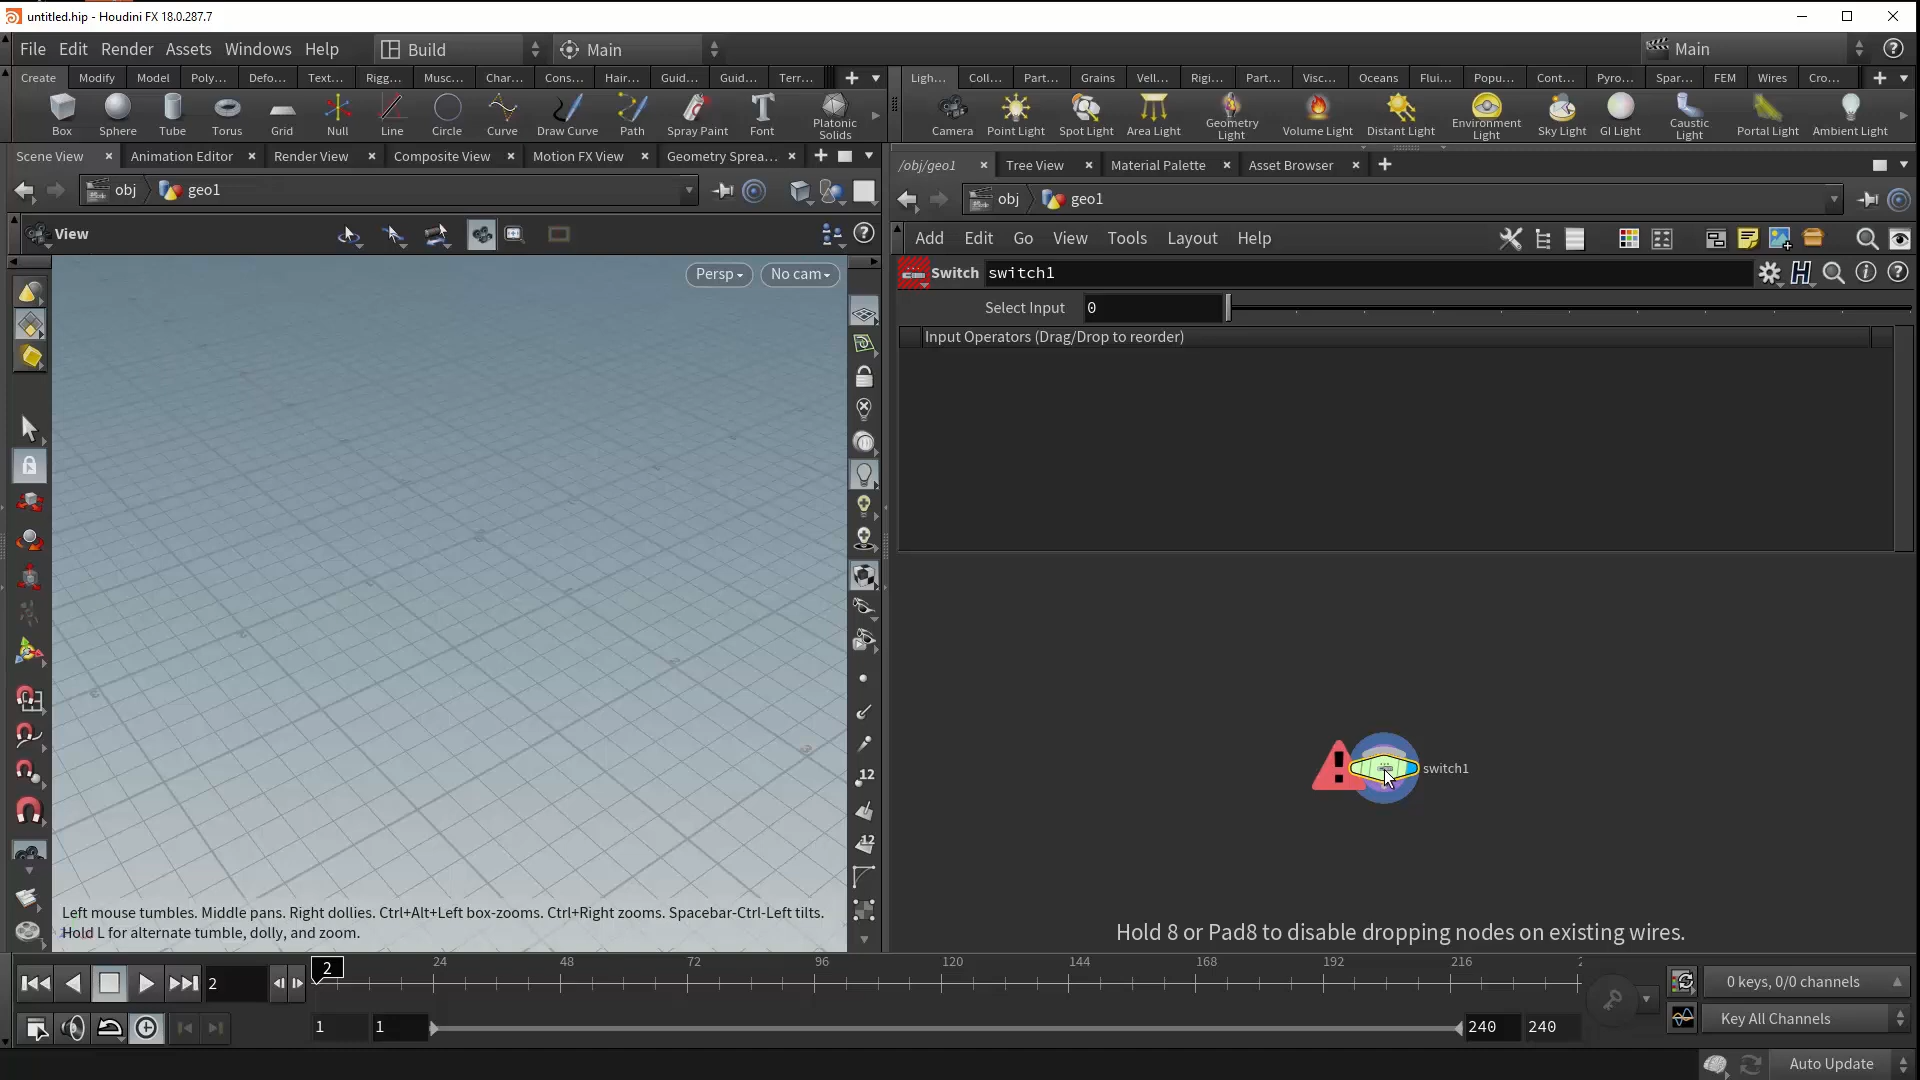 untitled.hip - Houdini FX 18.0.287.7
File Edit Render Assets Windows Help Build Main Main
Create Modify Model Poly... Defo... Text... Rigg... Musc... Char... Cons... Hair... Guid... Guid... Terr...
Ligh... Coll... Part... Grains Vell... Rigi... Part... Visc... Oceans Flui... Popu... Cont... Pyro... Spar... FEM Wires Cro...
Box Sphere Tube Torus Grid Null Line Circle Curve Draw Curve Path Spray Paint Font Platonic Solids
Camera Point Light Spot Light Area Light Geometry Light Volume Light Distant Light Environment Light Sky Light GI Light Caustic Light Portal Light Ambient Light
Scene View Animation Editor Render View Composite View Motion FX View Geometry Sprea...
/obj/geo1 Tree View Material Palette Asset Browser
obj geo1
obj geo1
View
Add Edit Go View Tools Layout Help
Persp No cam
Switch switch1
Select Input 0
Input Operators (Drag/Drop to reorder)
12
12
switch1
Left mouse tumbles. Middle pans. Right dollies. Ctrl+Alt+Left box-zooms. Ctrl+Right zooms. Spacebar-Ctrl-Left tilts.
Hold L for alternate tumble, dolly, and zoom.
Hold 8 or Pad8 to disable dropping nodes on existing wires.
2 2 24 48 72 96 120 144 168 192 216
0 keys, 0/0 channels
1 1 240 240
Key All Channels
Auto Update